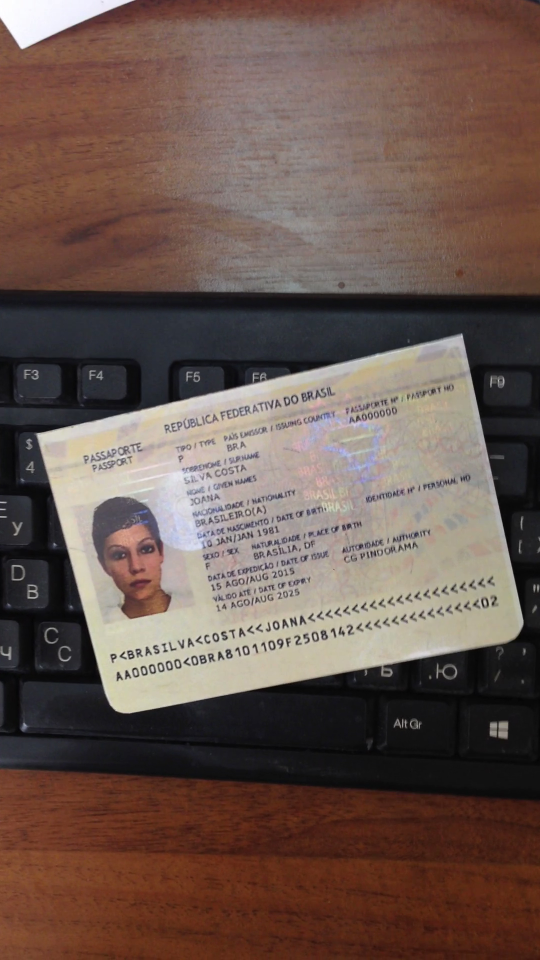 F3 F4 F5 F6 F9
REPÚBLICA FEDERATIVA DO BRASIL
PASSAPORTE
PASSPORT
TIPO / TYPE PAÍS EMISSOR / ISSUING COUNTRY PASSAPORTE Nº / PASSPORT NO
P BRA AA000000
SOBRENOME / SURNAME
SILVA COSTA
NOME / GIVEN NAMES
JOANA
NACIONALIDADE / NATIONALITY IDENTIDADE Nº / PERSONAL NO
BRASILEIRO(A)
DATA DE NASCIMENTO / DATE OF BIRTH
10 JAN/JAN 1981
SEXO / SEX NATURALIDADE / PLACE OF BIRTH
F BRASÍLIA, DF
DATA DE EXPEDIÇÃO / DATE OF ISSUE AUTORIDADE / AUTHORITY
15 AGO/AUG 2015 CG PINDORAMA
VÁLIDO ATÉ / DATE OF EXPIRY
14 AGO/AUG 2025
P<BRASILVA<COSTA<<JOANA<<<<<<<<<<<<<<<<<<<<<
AA000000<0BRA8101109F2508142<<<<<<<<<<<<<<02
$
4
E
У
D
В
C
С
Ч
Ь
.Ю
?
/
Alt Gr